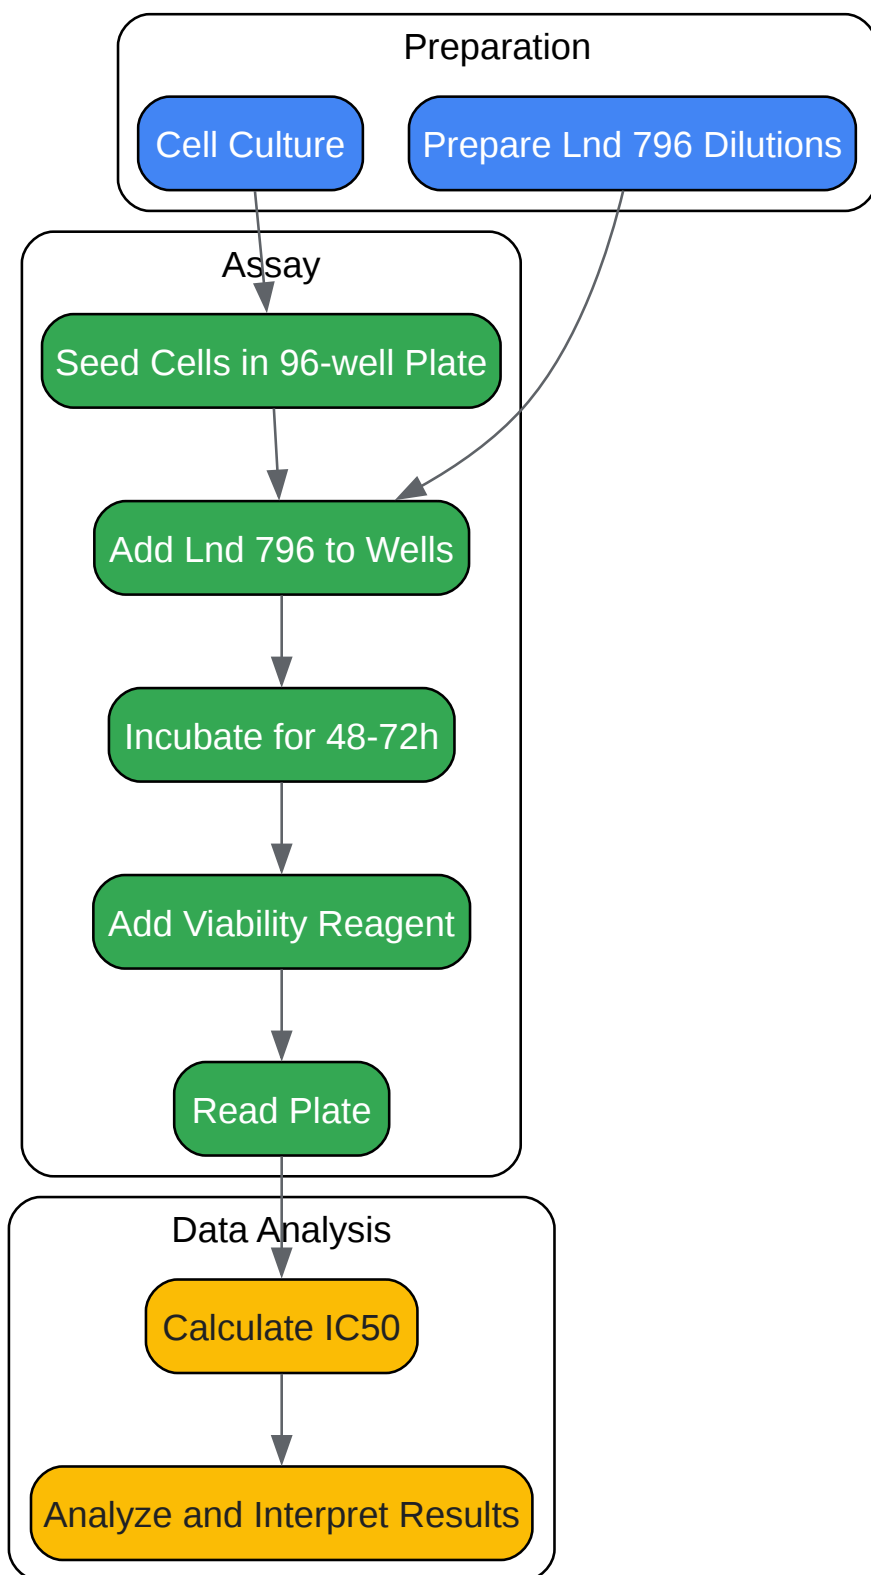 Preparation
Cell Culture
Prepare Lnd 796 Dilutions
Assay
Seed Cells in 96-well Plate
Add Lnd 796 to Wells
Incubate for 48-72h
Add Viability Reagent
Read Plate
Data Analysis
Calculate IC50
Analyze and Interpret Results